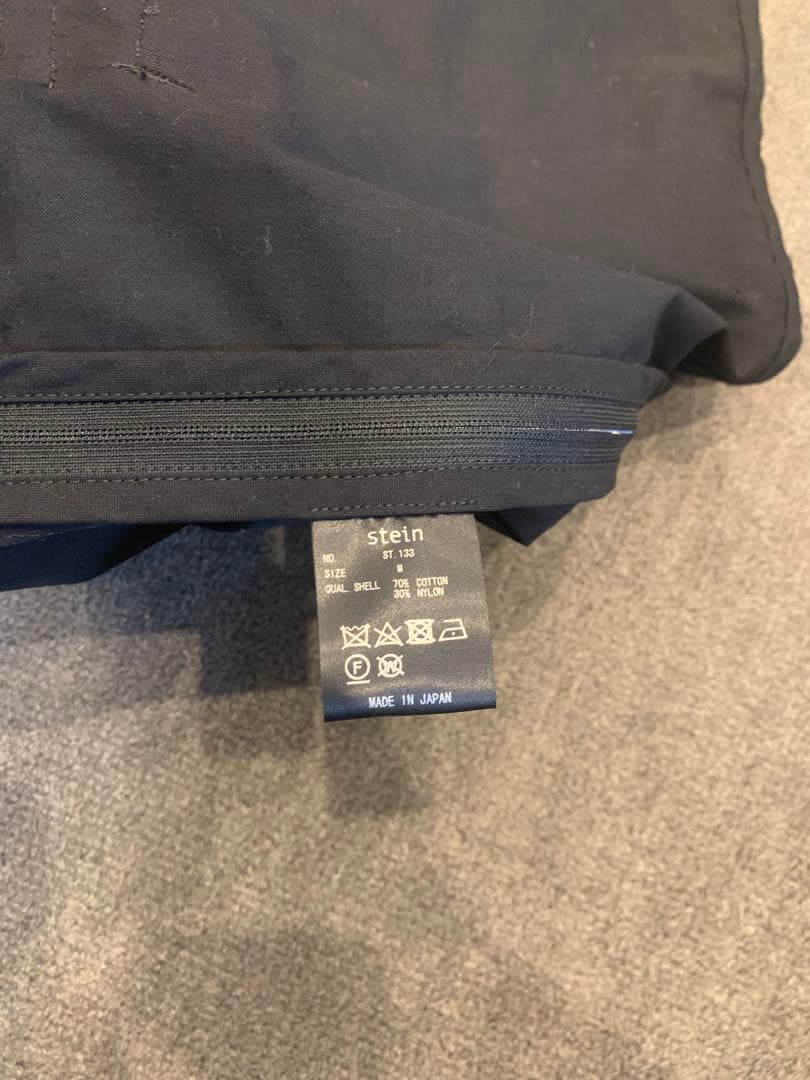 stein
NO. ST.133
SIZE M
QUAL. SHELL 70% COTTON
30% NYLON
F W
MADE IN JAPAN